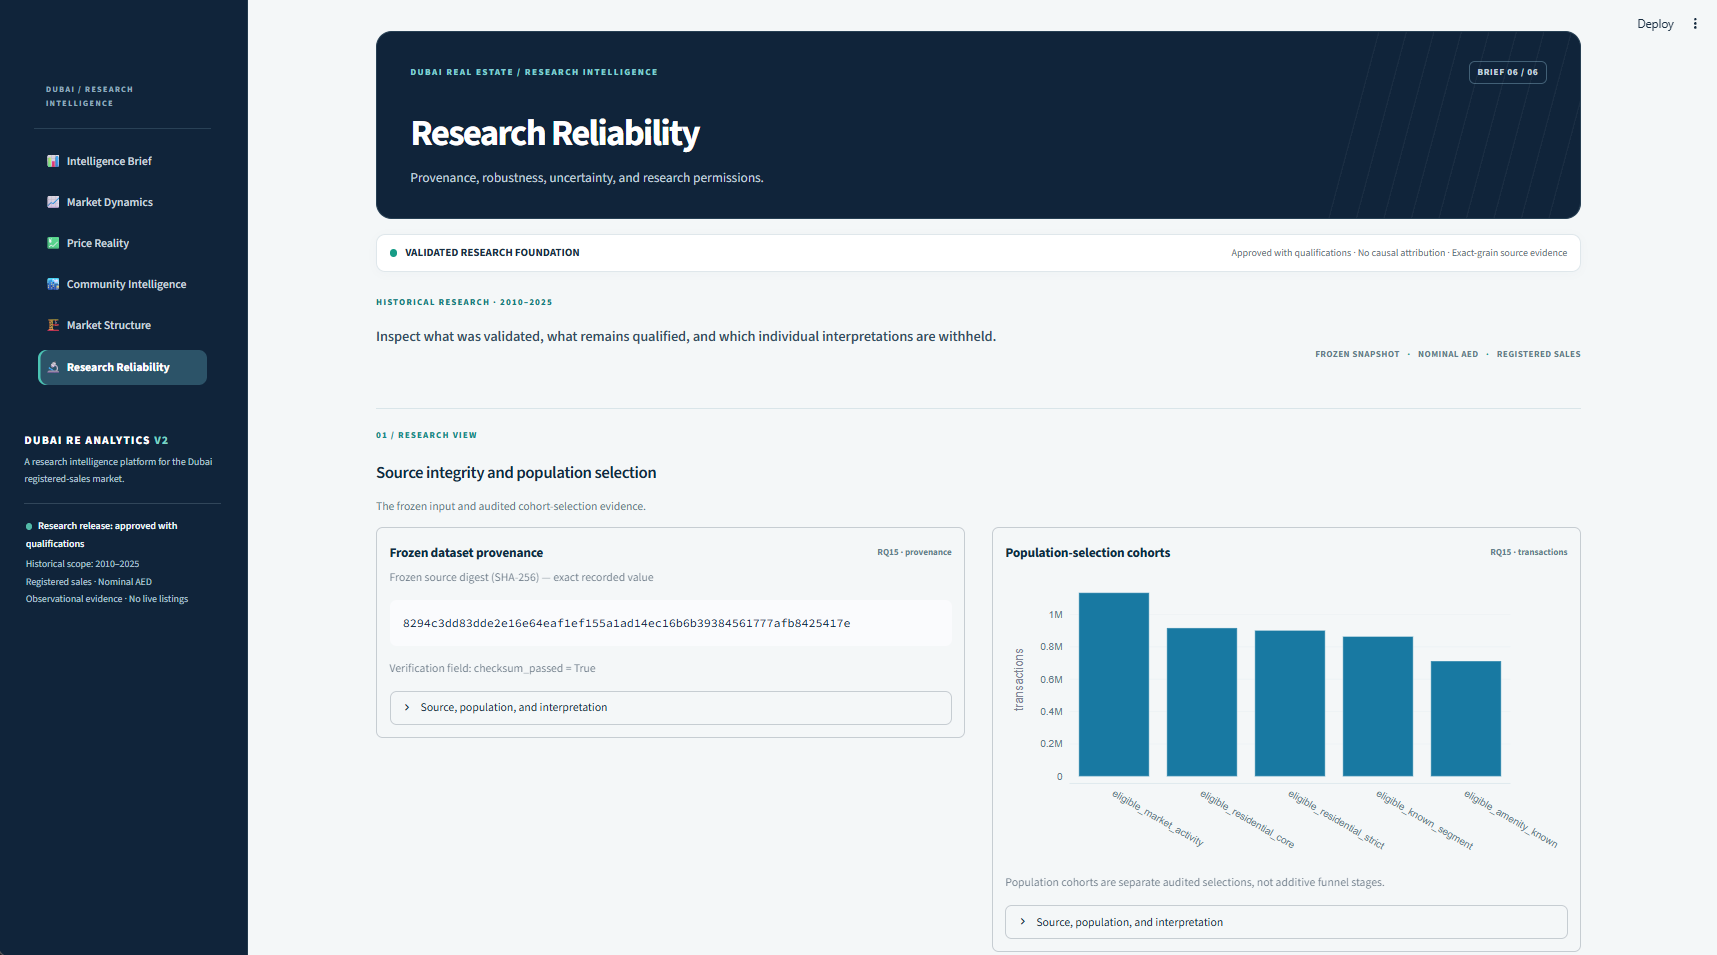 Deploy
DUBAI / RESEARCH
INTELLIGENCE
Intelligence Brief
Market Dynamics
Price Reality
Community Intelligence
Market Structure
Research Reliability
DUBAI RE ANALYTICS V2
A research intelligence platform for the Dubai
registered-sales market.
Research release: approved with
qualifications
Historical scope: 2010–2025
Registered sales · Nominal AED
Observational evidence · No live listings
DUBAI REAL ESTATE / RESEARCH INTELLIGENCE
BRIEF 06 / 06
Research Reliability
Provenance, robustness, uncertainty, and research permissions.
VALIDATED RESEARCH FOUNDATION
Approved with qualifications · No causal attribution · Exact-grain source evidence
HISTORICAL RESEARCH · 2010–2025
Inspect what was validated, what remains qualified, and which individual interpretations are withheld.
FROZEN SNAPSHOT · NOMINAL AED · REGISTERED SALES
01 / RESEARCH VIEW
Source integrity and population selection
The frozen input and audited cohort-selection evidence.
Frozen dataset provenance
RQ15 · provenance
Frozen source digest (SHA-256) — exact recorded value
8294c3dd83dde2e16e64eaf1ef155a1ad14ec16b6b39384561777afb8425417e
Verification field: checksum_passed = True
Source, population, and interpretation
Population-selection cohorts
RQ15 · transactions
transactions
1M
0.8M
0.6M
0.4M
0.2M
0
eligible_market_activity
eligible_residential_core
eligible_residential_strict
eligible_known_segment
eligible_amenity_known
Population cohorts are separate audited selections, not additive funnel stages.
Source, population, and interpretation